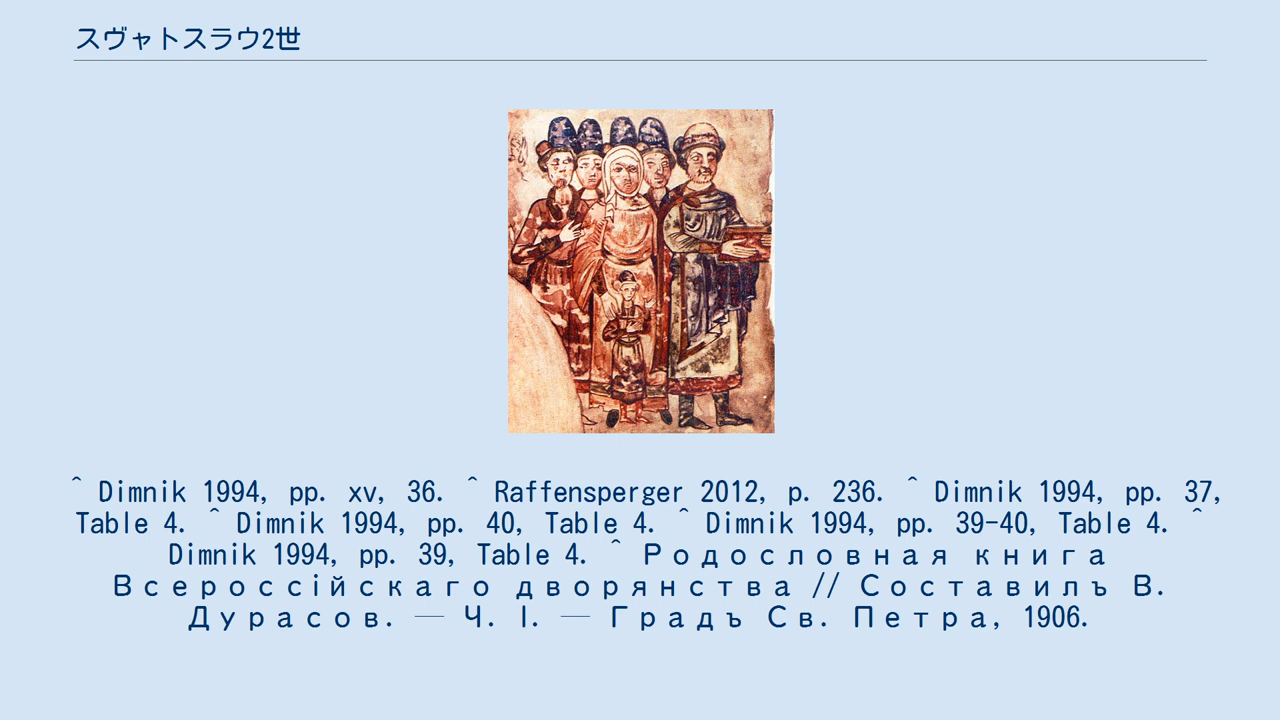 スヴャトスラウ2世
^ Dimnik 1994, pp. xv, 36. ^ Raffensperger 2012, p. 236. ^ Dimnik 1994, pp. 37,
Table 4. ^ Dimnik 1994, pp. 40, Table 4. ^ Dimnik 1994, pp. 39-40, Table 4. ^
Dimnik 1994, pp. 39, Table 4. ^ Родословная книга
Всероссiйскаго дворянства // Составилъ В.
Дурасов. — Ч. I. — Градъ Св. Петра, 1906.